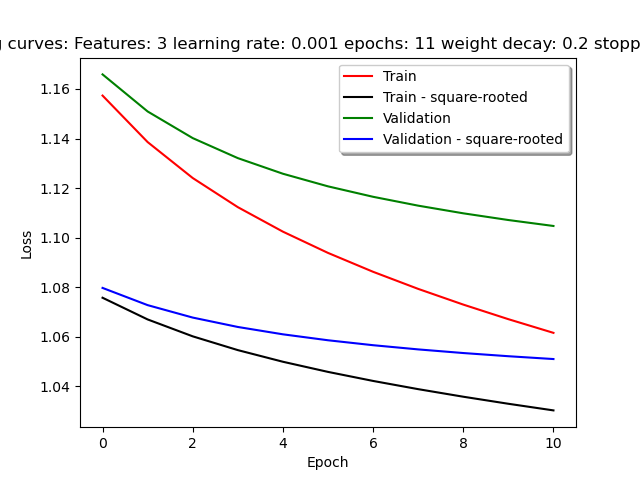 curves: Features: 3 learning rate: 0.001 epochs: 11 weight decay: 0.2
Train
Train - square-rooted
Validation
Validation - square-rooted
1.16
1.14
1.12
1.10
1.08
1.06
1.04
Loss
0
2
4
6
8
10
Epoch